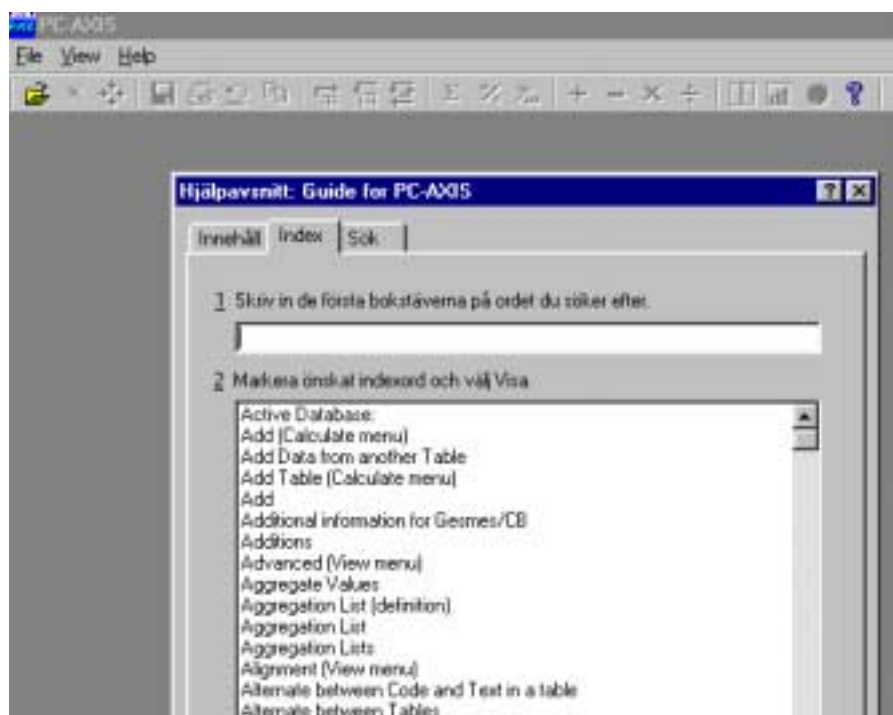 PC-AXIS
File View Help
Hjälpavsnitt: Guide for PC-AXIS
Innehåll Index Sök
1 Skriv in de första bokstäverna på ordet du söker efter.
2 Markera önskat indexord och välj Visa
Active Database:
Add (Calculate menu)
Add Data from another Table
Add Table (Calculate menu)
Add
Additional information for Gesmes/CB
Additions
Advanced (View menu)
Aggregate Values
Aggregation List (definition)
Aggregation List
Aggregation Lists
Alignment (View menu)
Alternate between Code and Text in a table
Alternate between Tables